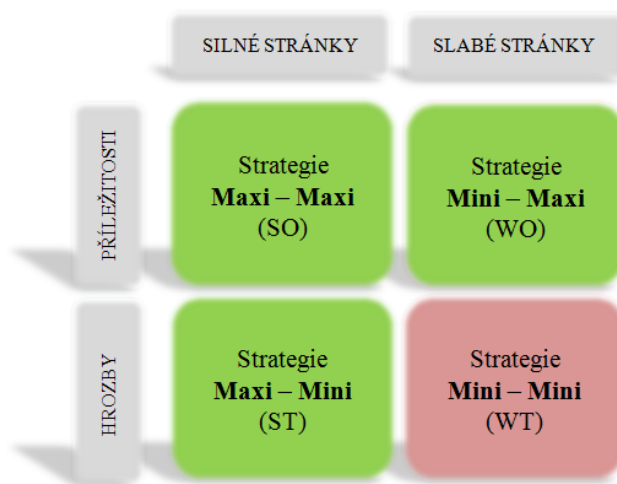 SILNÉ STRÁNKY
SLABÉ STRÁNKY
PŘÍLEŽITOSTI
Strategie
Maxi – Maxi
(SO)
Strategie
Mini – Maxi
(WO)
HROZBY
Strategie
Maxi – Mini
(ST)
Strategie
Mini – Mini
(WT)